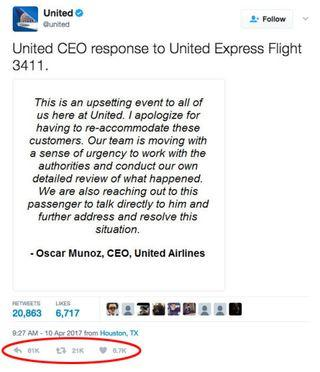 United
@united
Follow
United CEO response to United Express Flight
3411.
This is an upsetting event to all of
us here at United. I apologize for
having to re-accommodate these
customers. Our team is moving with
a sense of urgency to work with the
authorities and conduct our own
detailed review of what happened.
We are also reaching out to this
passenger to talk directly to him and
further address and resolve this
situation.
- Oscar Munoz, CEO, United Airlines
RETWEETS LIKES
20,863 6,717
9:27 AM - 10 Apr 2017 from Houston, TX
61K 21K 6.7K